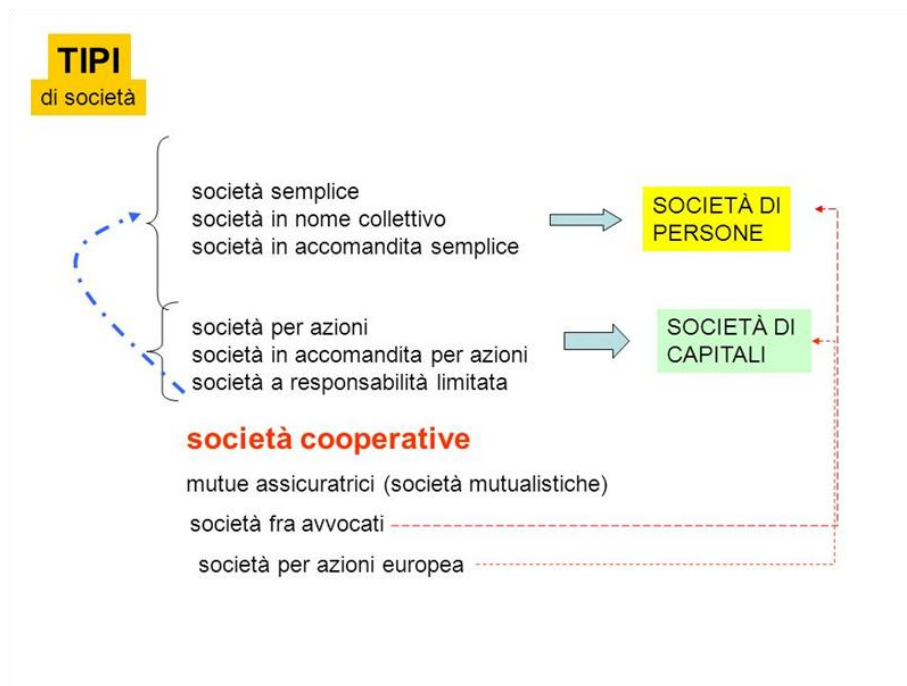 TIPI
di società
società semplice
società in nome collettivo
società in accomandita semplice
SOCIETÀ DI
PERSONE
società per azioni
società in accomandita per azioni
società a responsabilità limitata
SOCIETÀ DI
CAPITALI
società cooperative
mutue assicuratrici (società mutualistiche)
società fra avvocati
società per azioni europea